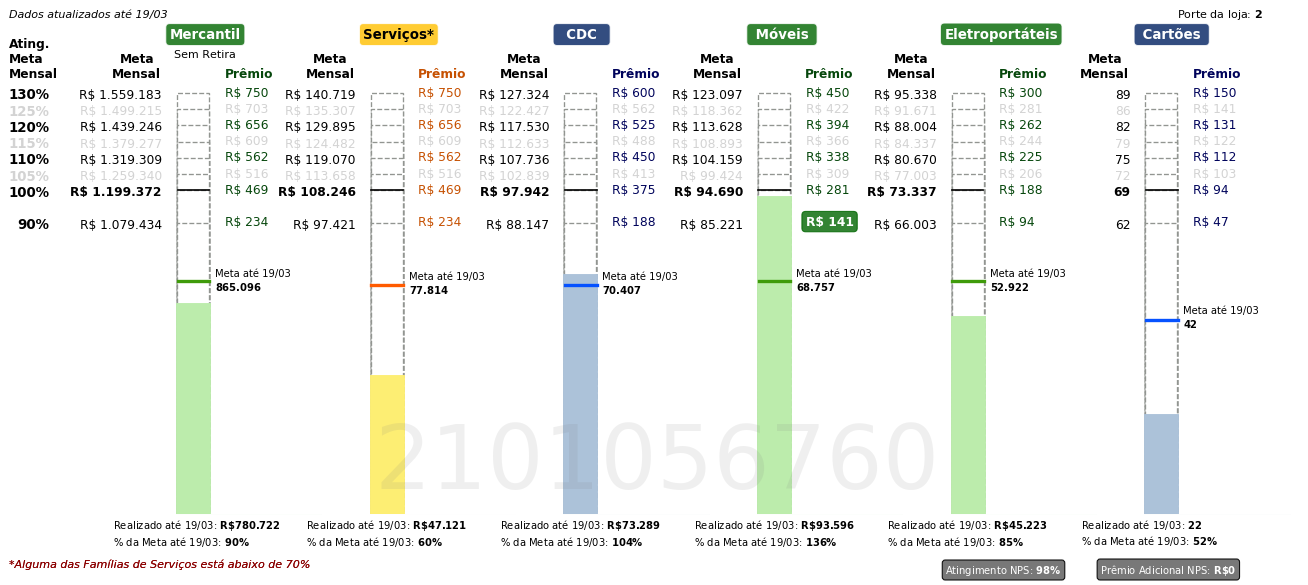 Dados atualizados até 19/03
Porte da loja: 2
Mercantil Serviços* CDC Móveis Eletroportáteis Cartões
Sem Retira
Ating. Meta Mensal
Meta Mensal Prêmio Meta Mensal Prêmio Meta Mensal Prêmio Meta Mensal Prêmio Meta Mensal Prêmio Meta Mensal Prêmio
130% R$ 1.559.183 R$ 750 R$ 140.719 R$ 750 R$ 127.324 R$ 600 R$ 123.097 R$ 450 R$ 95.338 R$ 300 89 R$ 150
125% R$ 1.499.215 R$ 703 R$ 135.307 R$ 703 R$ 122.427 R$ 562 R$ 118.362 R$ 422 R$ 91.671 R$ 281 86 R$ 141
120% R$ 1.439.246 R$ 656 R$ 129.895 R$ 656 R$ 117.530 R$ 525 R$ 113.628 R$ 394 R$ 88.004 R$ 262 82 R$ 131
115% R$ 1.379.277 R$ 609 R$ 124.482 R$ 609 R$ 112.633 R$ 488 R$ 108.893 R$ 366 R$ 84.337 R$ 244 79 R$ 122
110% R$ 1.319.309 R$ 562 R$ 119.070 R$ 562 R$ 107.736 R$ 450 R$ 104.159 R$ 338 R$ 80.670 R$ 225 75 R$ 112
105% R$ 1.259.340 R$ 516 R$ 113.658 R$ 516 R$ 102.839 R$ 413 R$ 99.424 R$ 309 R$ 77.003 R$ 206 72 R$ 103
100% R$ 1.199.372 R$ 469 R$ 108.246 R$ 469 R$ 97.942 R$ 375 R$ 94.690 R$ 281 R$ 73.337 R$ 188 69 R$ 94
90% R$ 1.079.434 R$ 234 R$ 97.421 R$ 234 R$ 88.147 R$ 188 R$ 85.221 R$ 141 R$ 66.003 R$ 94 62 R$ 47
Meta até 19/03 Meta até 19/03 Meta até 19/03 Meta até 19/03 Meta até 19/03
865.096 77.814 70.407 68.757 52.922
Meta até 19/03
42
2101056760
Realizado até 19/03: R$780.722 Realizado até 19/03: R$47.121 Realizado até 19/03: R$73.289 Realizado até 19/03: R$93.596 Realizado até 19/03: R$45.223 Realizado até 19/03: 22
% da Meta até 19/03: 90% % da Meta até 19/03: 60% % da Meta até 19/03: 104% % da Meta até 19/03: 136% % da Meta até 19/03: 85% % da Meta até 19/03: 52%
*Alguma das Famílias de Serviços está abaixo de 70%
Atingimento NPS: 98% Prêmio Adicional NPS: R$0